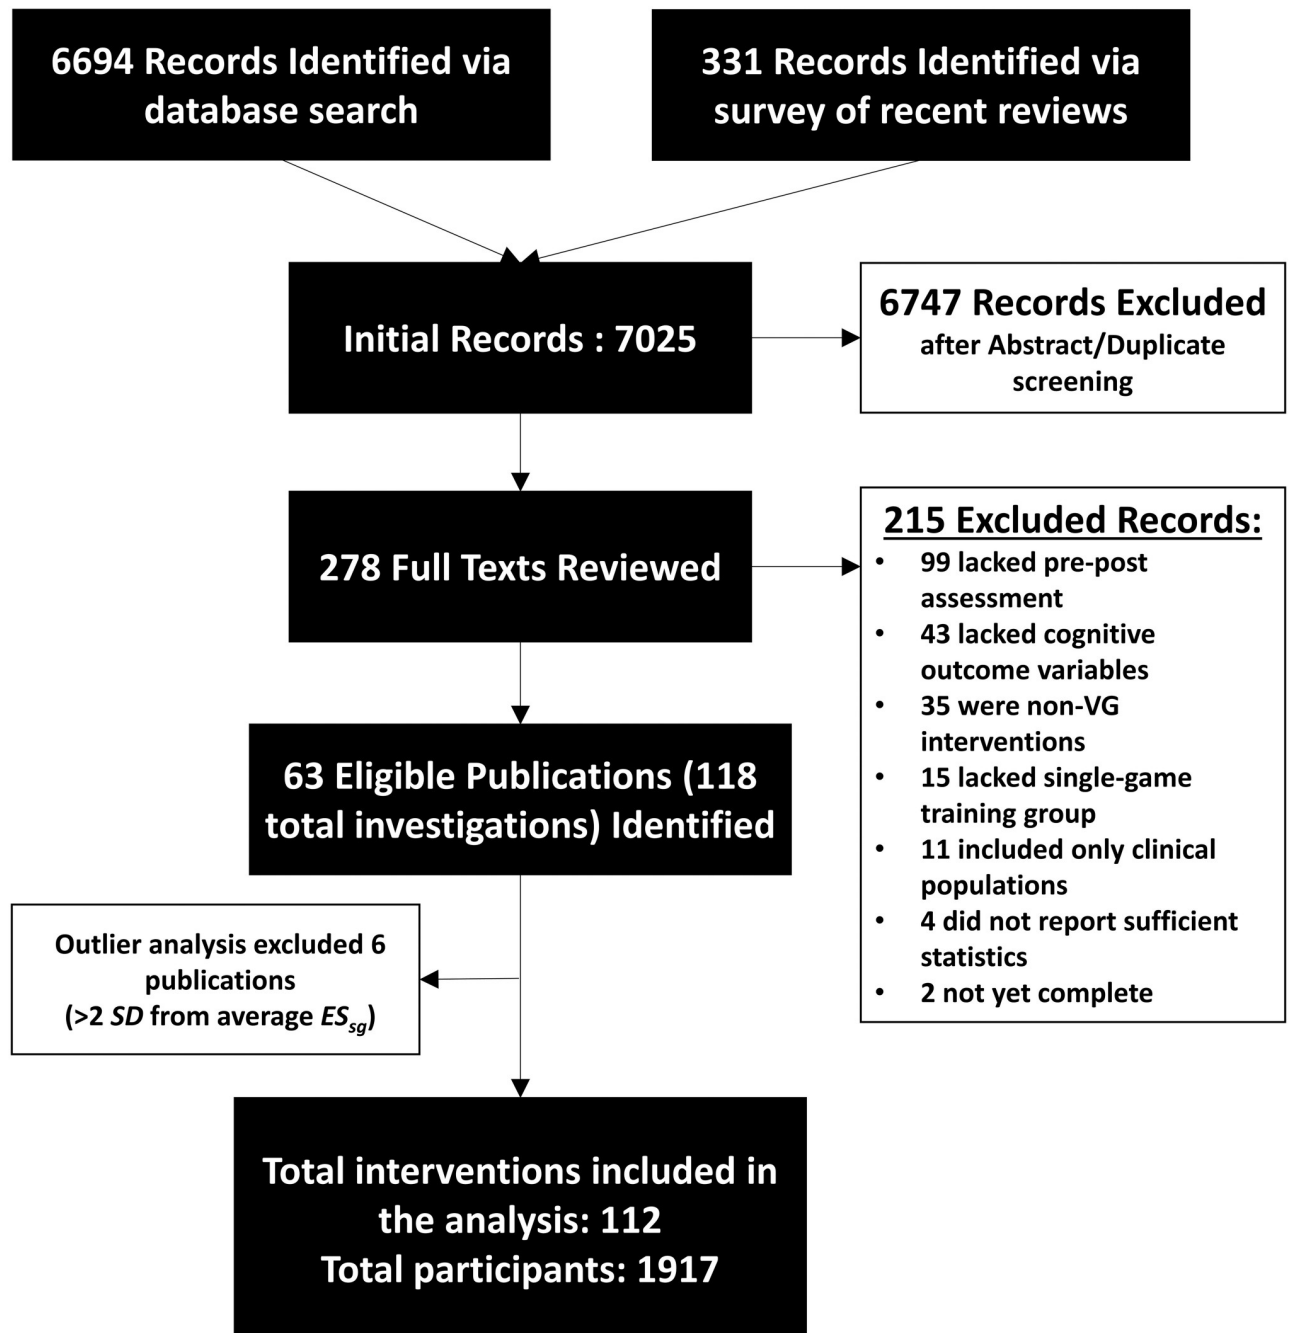 6694 Records Identified via
database search
331 Records Identified via
survey of recent reviews
Initial Records : 7025
6747 Records Excluded
after Abstract/Duplicate
screening
278 Full Texts Reviewed
215 Excluded Records:
• 99 lacked pre-post
assessment
• 43 lacked cognitive
outcome variables
• 35 were non-VG
interventions
• 15 lacked single-game
training group
• 11 included only clinical
populations
• 4 did not report sufficient
statistics
• 2 not yet complete
63 Eligible Publications (118
total investigations) Identified
Outlier analysis excluded 6
publications
(>2 SD from average ESsg)
Total interventions included in
the analysis: 112
Total participants: 1917